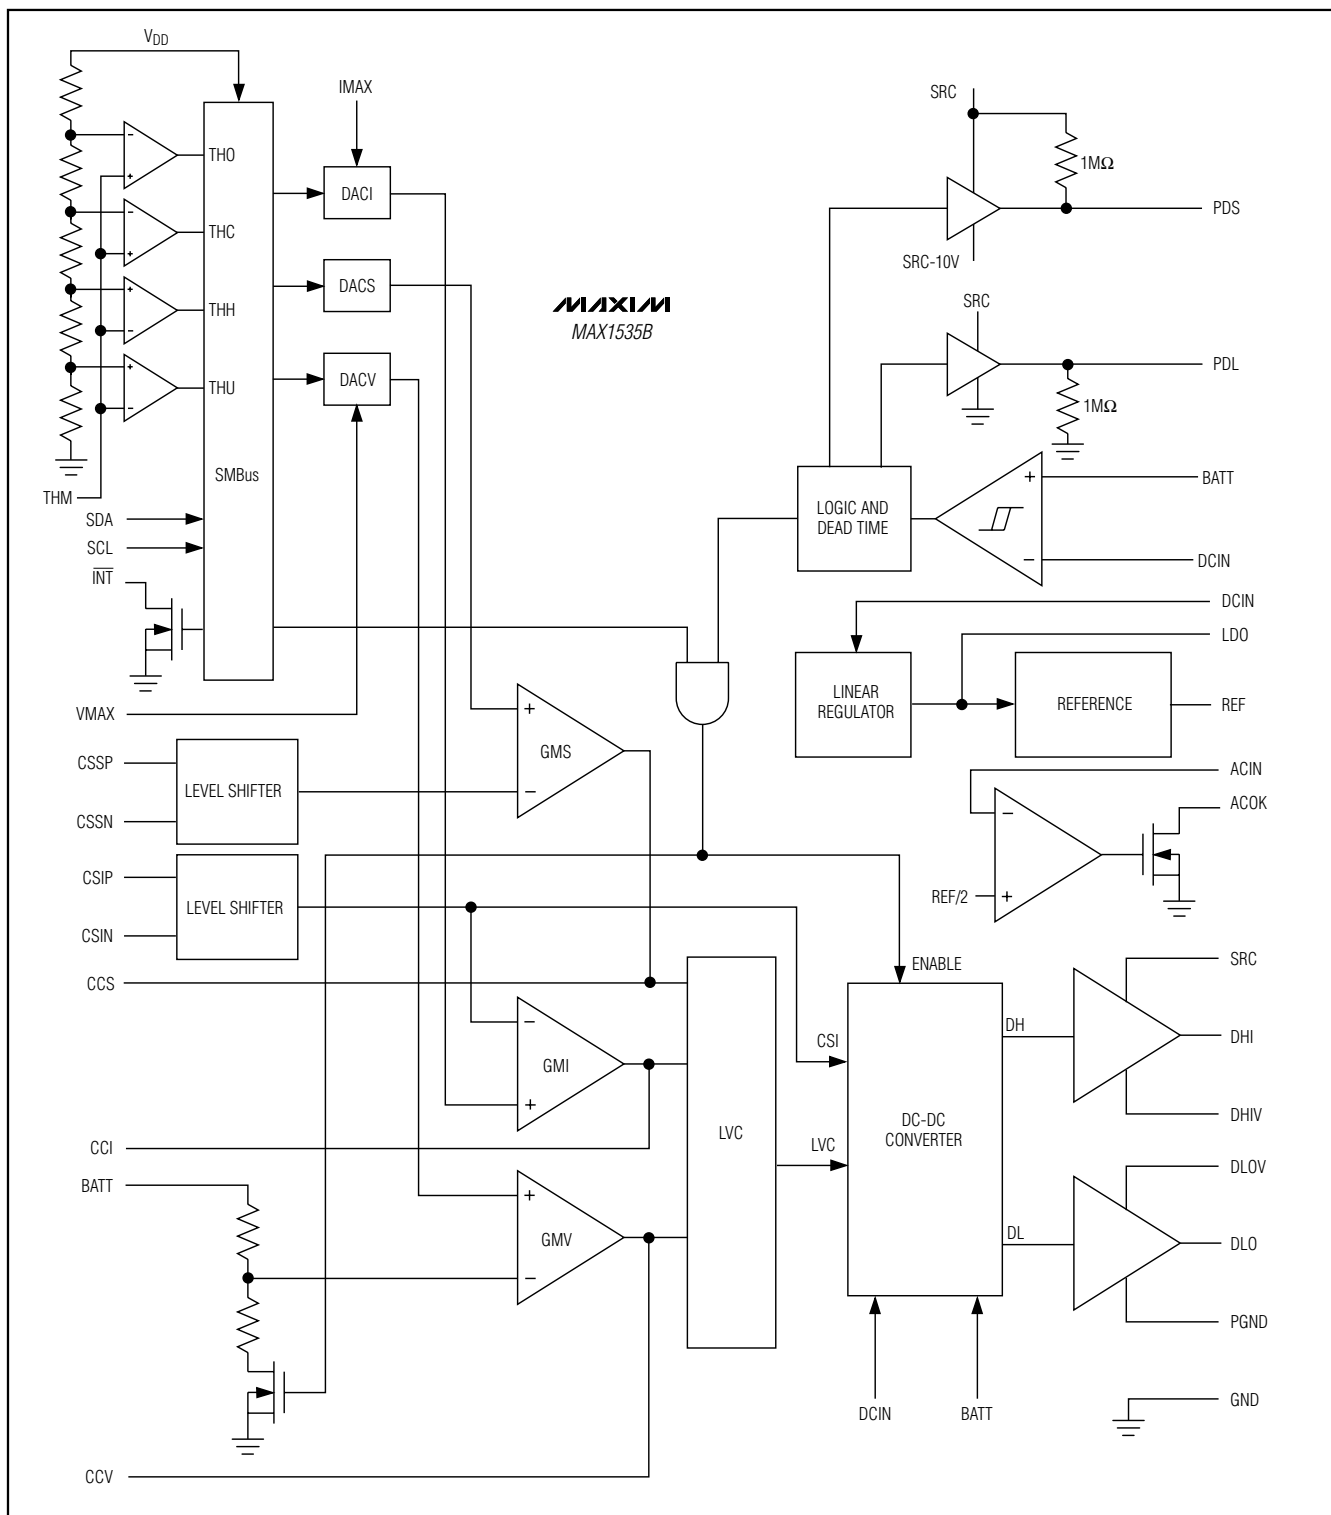 VDD
IMAX
SRC
1MΩ
THO
DACI
PDS
THC
SRC-10V
DACS
MAXIM
MAX1535B
SRC
THH
PDL
THU
DACV
1MΩ
SMBus
BATT
THM
LOGIC AND
DEAD TIME
+
−
SDA
SCL
DCIN
INT
DCIN
LDO
LINEAR
REGULATOR
REFERENCE
REF
VMAX
+
GMS
−
CSSP
LEVEL SHIFTER
CSSN
ACIN
−
ACOK
CSIP
LEVEL SHIFTER
REF/2
+
CSIN
ENABLE
SRC
CCS
−
GMI
+
CSI
DH
DHI
LVC
DC-DC
CONVERTER
DHIV
CCI
LVC
BATT
+
GMV
−
DLOV
DL
DLO
PGND
DCIN
BATT
GND
CCV